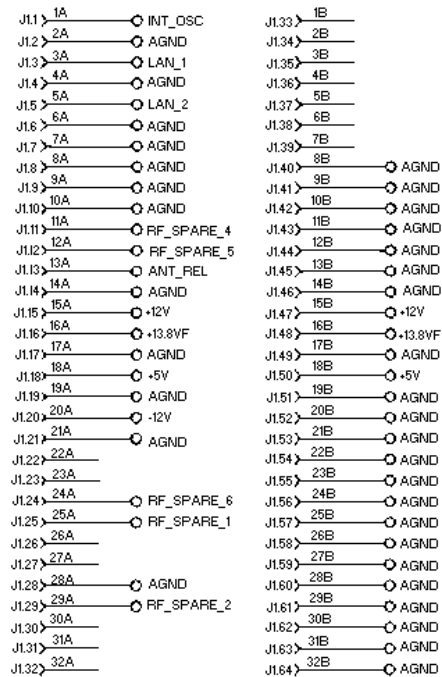 J1.1 1A INT_OSC
J1.2 2A AGND
J1.3 3A LAN_1
J1.4 4A AGND
J1.5 5A LAN_2
J1.6 6A AGND
J1.7 7A AGND
J1.8 8A AGND
J1.9 9A AGND
J1.10 10A AGND
J1.11 11A RF_SPARE_4
J1.12 12A RF_SPARE_5
J1.13 13A ANT_REL
J1.14 14A AGND
J1.15 15A +12V
J1.16 16A +13.8VF
J1.17 17A AGND
J1.18 18A +5V
J1.19 19A AGND
J1.20 20A -12V
J1.21 21A AGND
J1.22 22A
J1.23 23A
J1.24 24A RF_SPARE_6
J1.25 25A RF_SPARE_1
J1.26 26A
J1.27 27A
J1.28 28A AGND
J1.29 29A RF_SPARE_2
J1.30 30A
J1.31 31A
J1.32 32A
J1.33 1B
J1.34 2B
J1.35 3B
J1.36 4B
J1.37 5B
J1.38 6B
J1.39 7B
J1.40 8B AGND
J1.41 9B AGND
J1.42 10B AGND
J1.43 11B AGND
J1.44 12B AGND
J1.45 13B AGND
J1.46 14B AGND
J1.47 15B +12V
J1.48 16B +13.8VF
J1.49 17B AGND
J1.50 18B +5V
J1.51 19B AGND
J1.52 20B AGND
J1.53 21B AGND
J1.54 22B AGND
J1.55 23B AGND
J1.56 24B AGND
J1.57 25B AGND
J1.58 26B AGND
J1.59 27B AGND
J1.60 28B AGND
J1.61 29B AGND
J1.62 30B AGND
J1.63 31B AGND
J1.64 32B AGND